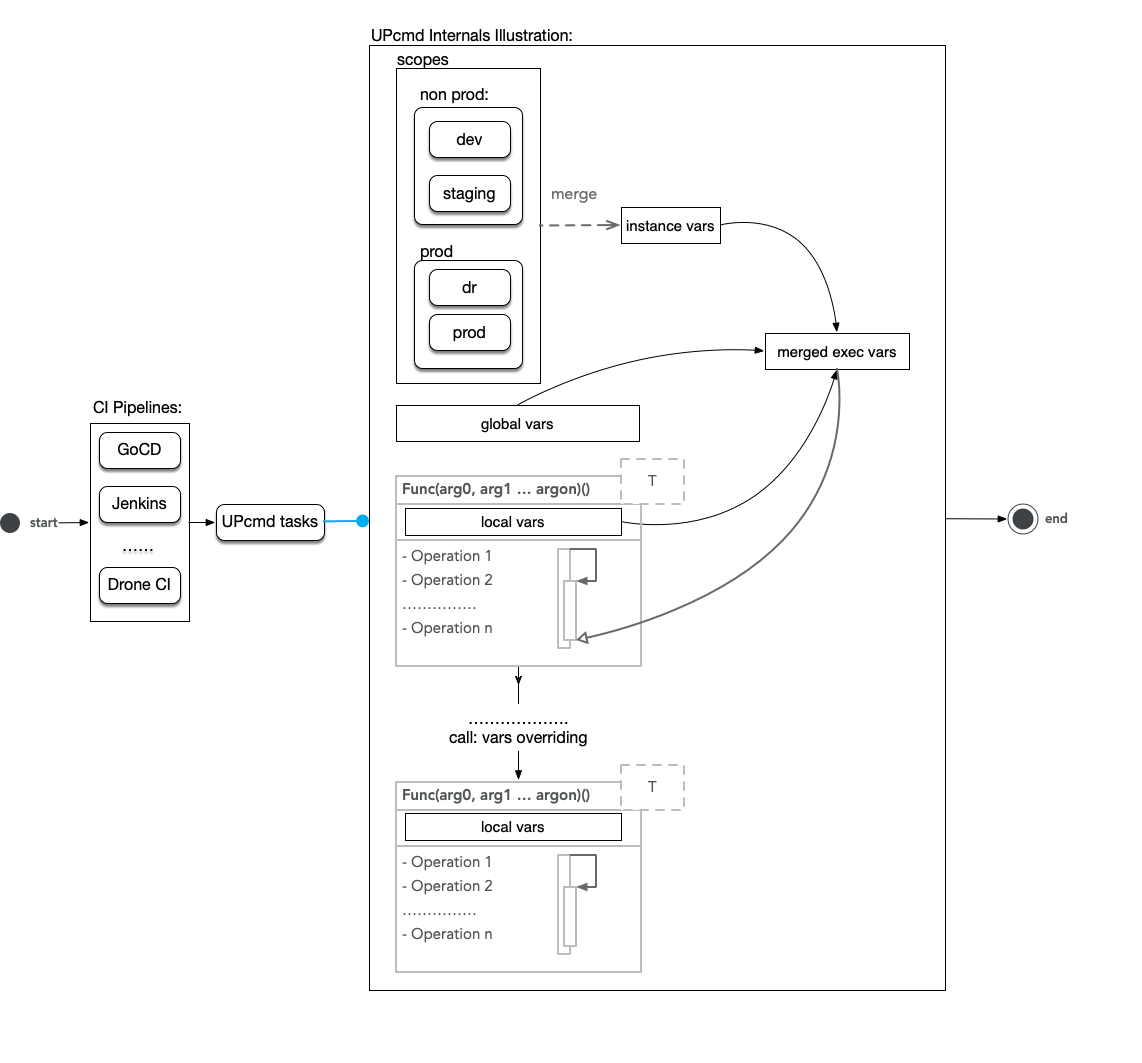 UPcmd Internals Illustration:
scopes
non prod:
dev
staging
merge
instance vars
prod
dr
prod
merged exec vars
global vars
CI Pipelines:
GoCD
Jenkins
......
Drone CI
start
UPcmd tasks
Func(arg0, arg1 ... argon)()
T
local vars
- Operation 1
- Operation 2
...............
- Operation n
end
...................
call: vars overriding
Func(arg0, arg1 ... argon)()
T
local vars
- Operation 1
- Operation 2
...............
- Operation n